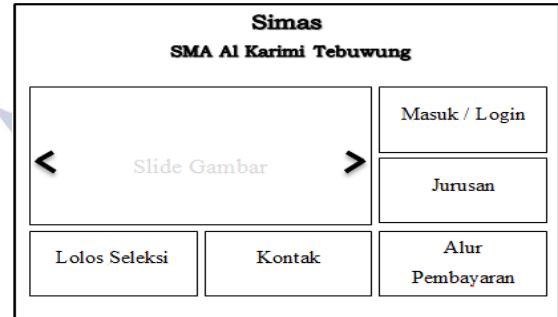 Simas
SMA Al Karimi Tebuwung
Masuk / Login
Slide Gambar
Jurusan
Lolos Seleksi
Kontak
Alur
Pembayaran